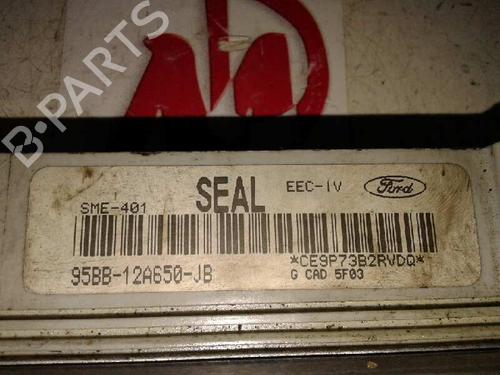 B-PARTS
SME-401 SEAL EEC-IV Ford
*CE9P73B2RVDQ*
95BB-12A650-JB G CAD 5F03